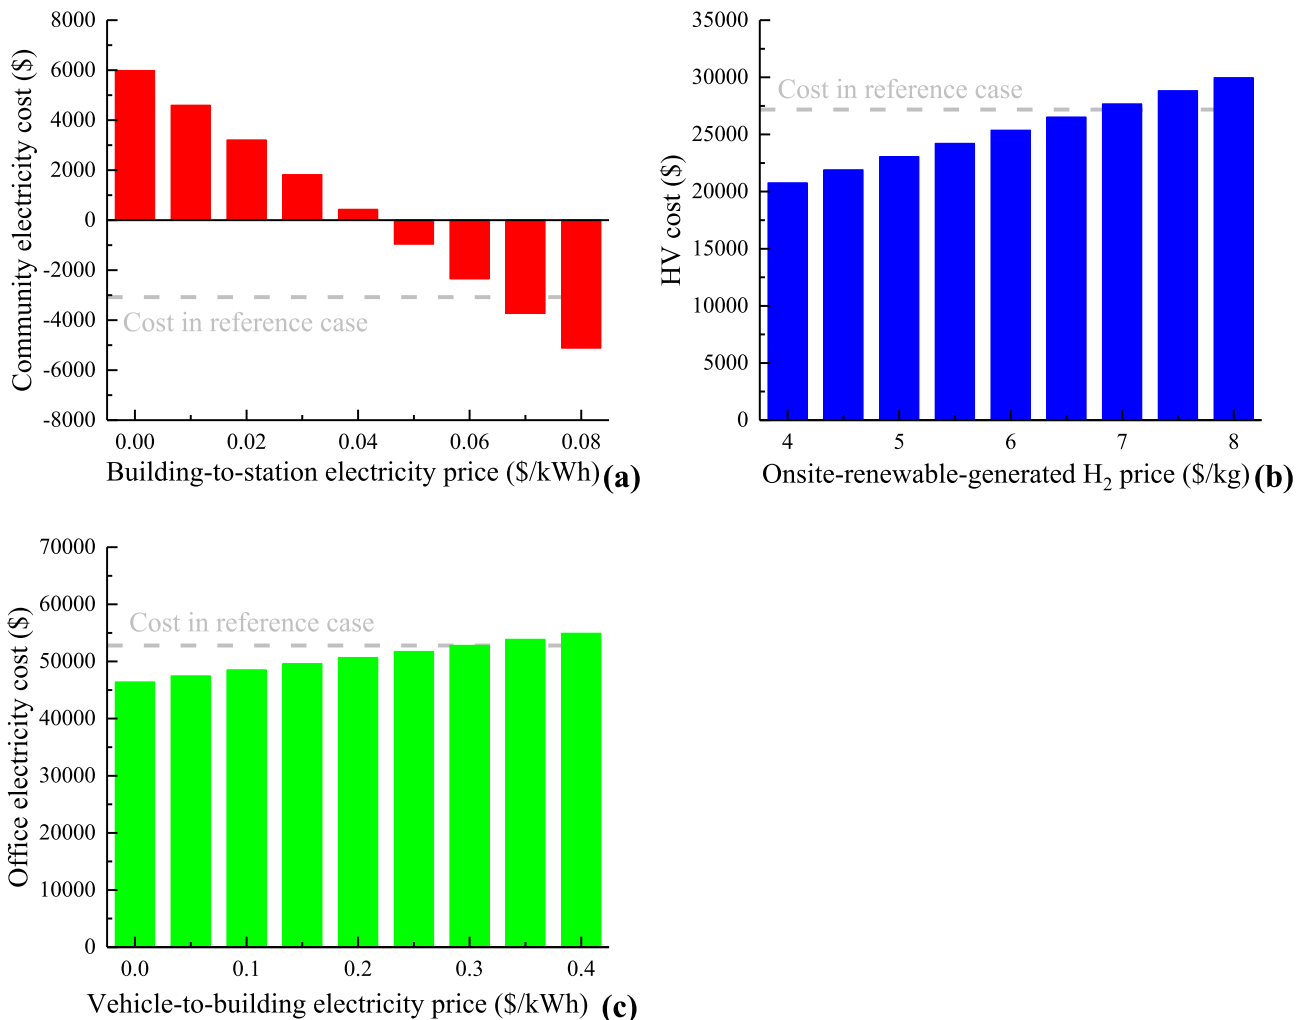 8000
6000
4000
2000
0
-2000
-4000
-6000
-8000
Community electricity cost ($)
Cost in reference case
0.00 0.02 0.04 0.06 0.08
Building-to-station electricity price ($/kWh) (a)
35000
30000
25000
20000
15000
10000
5000
0
HV cost ($)
Cost in reference case
4 5 6 7 8
Onsite-renewable-generated H₂ price ($/kg) (b)
70000
60000
50000
40000
30000
20000
10000
0
Office electricity cost ($)
Cost in reference case
0.0 0.1 0.2 0.3 0.4
Vehicle-to-building electricity price ($/kWh) (c)